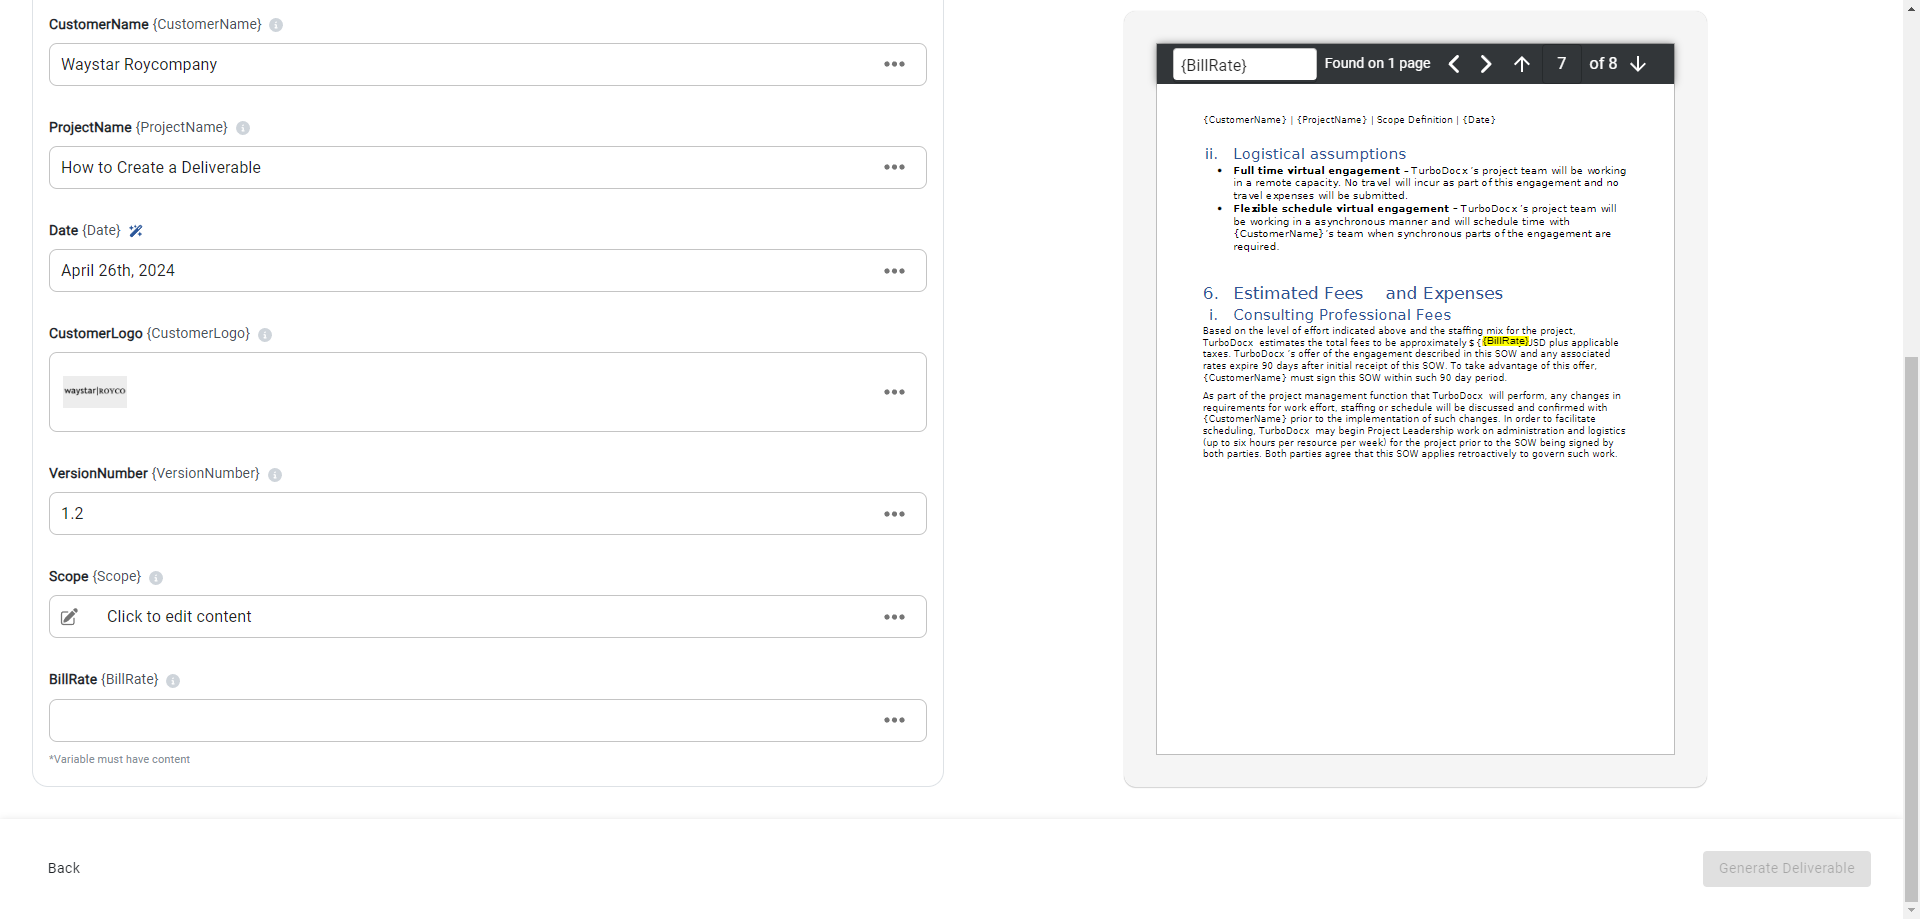 CustomerName {CustomerName}
Waystar Roycompany
ProjectName {ProjectName}
How to Create a Deliverable
Date {Date}
April 26th, 2024
CustomerLogo {CustomerLogo}
waystar|ROYCO
VersionNumber {VersionNumber}
1.2
Scope {Scope}
Click to edit content
BillRate {BillRate}
*Variable must have content
{BillRate} Found on 1 page 7 of 8
{CustomerName} | {ProjectName} | Scope Definition | {Date}
ii. Logistical assumptions
• Full time virtual engagement – TurboDocx 's project team will be working
in a remote capacity. No travel will incur as part of this engagement and no
travel expenses will be submitted.
• Flexible schedule virtual engagement – TurboDocx 's project team will
be working in a asynchronous manner and will schedule time with
{CustomerName}'s team when synchronous parts of the engagement are
required.
6. Estimated Fees and Expenses
i. Consulting Professional Fees
Based on the level of effort indicated above and the staffing mix for the project,
TurboDocx estimates the total fees to be approximately $ {BillRate} USD plus applicable
taxes. TurboDocx 's offer of the engagement described in this SOW and any associated
rates expire 90 days after initial receipt of this SOW. To take advantage of this offer,
{CustomerName} must sign this SOW within such 90 day period.
As part of the project management function that TurboDocx will perform, any changes in
requirements for work effort, staffing or schedule will be discussed and confirmed with
{CustomerName} prior to the implementation of such changes. In order to facilitate
scheduling, TurboDocx may begin Project Leadership work on administration and logistics
(up to six hours per resource per week) for the project prior to the SOW being signed by
both parties. Both parties agree that this SOW applies retroactively to govern such work.
Back
Generate Deliverable